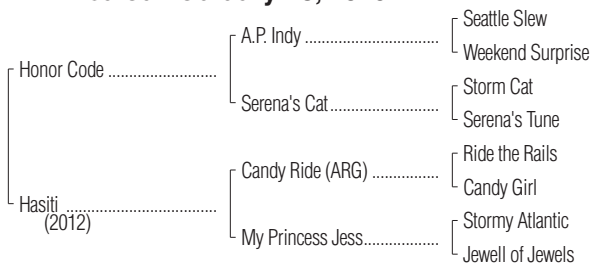 Honor Code
Hasiti
(2012)
A.P. Indy
Serena's Cat
Candy Ride (ARG)
My Princess Jess
Seattle Slew
Weekend Surprise
Storm Cat
Serena's Tune
Ride the Rails
Candy Girl
Stormy Atlantic
Jewell of Jewels